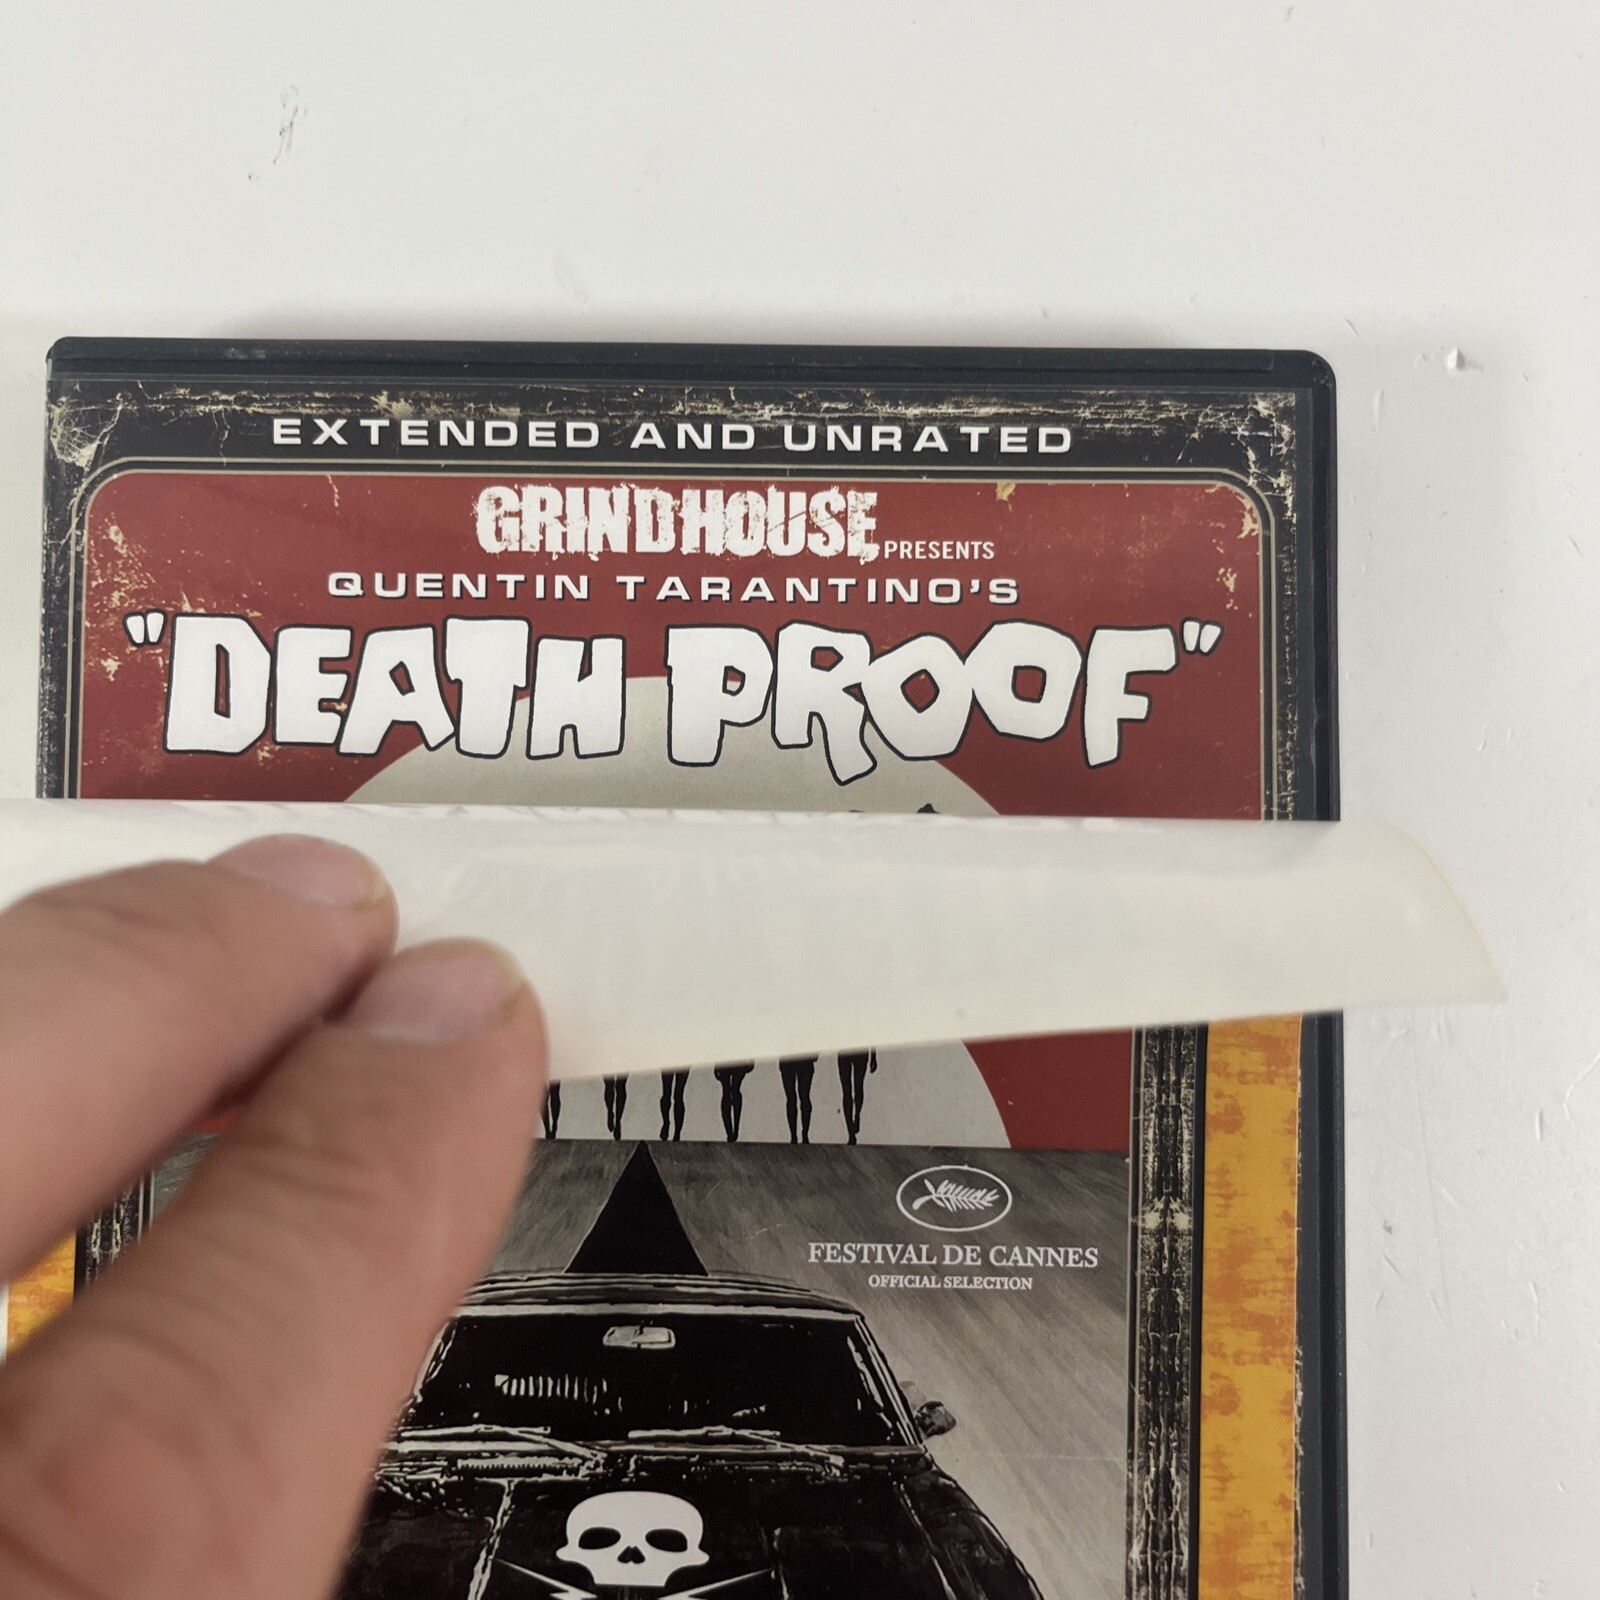 EXTENDED AND UNRATED
GRINDHOUSE PRESENTS
QUENTIN TARANTINO'S
"DEATH PROOF"
FESTIVAL DE CANNES
OFFICIAL SELECTION